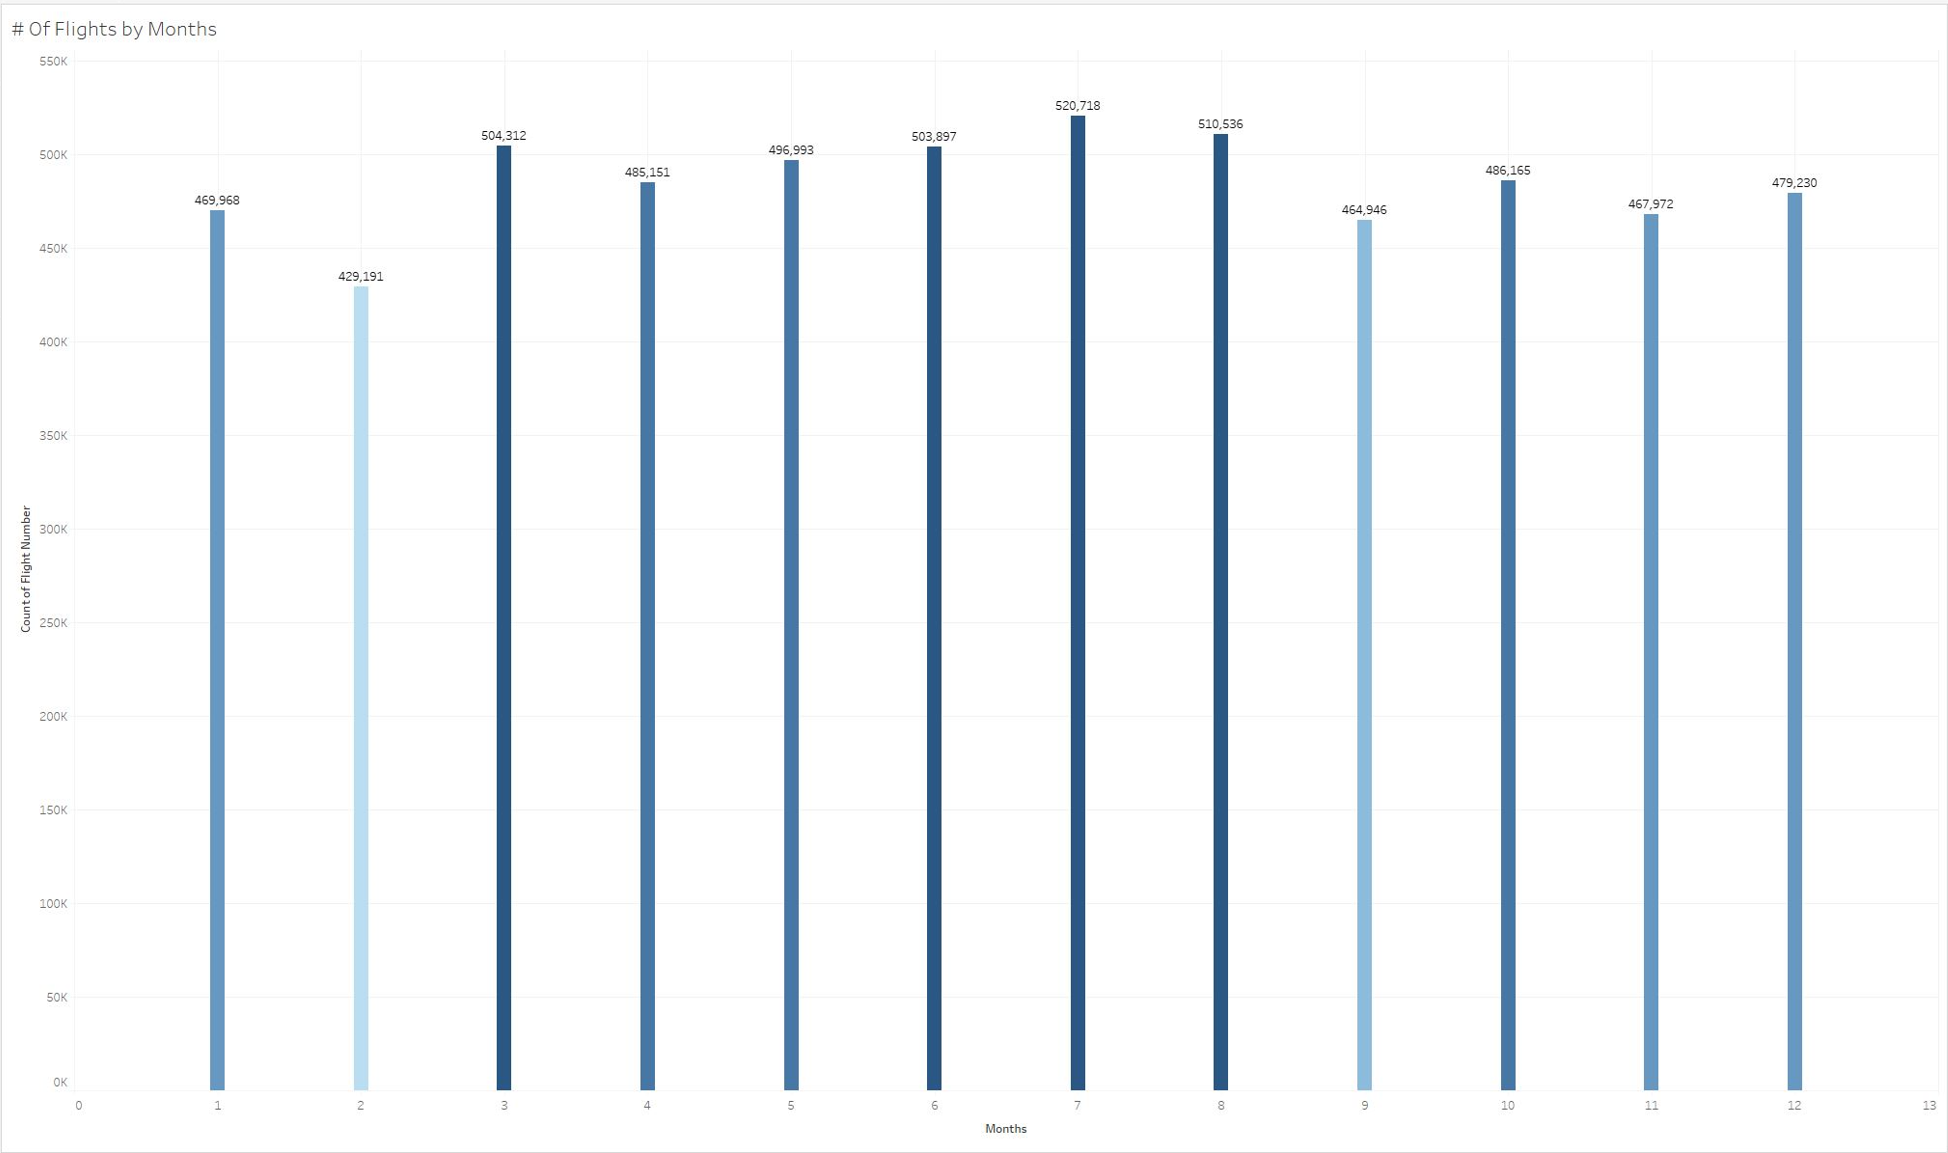 # Of Flights by Months
550K
500K
450K
400K
350K
300K
250K
200K
150K
100K
50K
0K
Count of Flight Number
469,968
429,191
504,312
485,151
496,993
503,897
520,718
510,536
464,946
486,165
467,972
479,230
0 1 2 3 4 5 6 7 8 9 10 11 12 13
Months